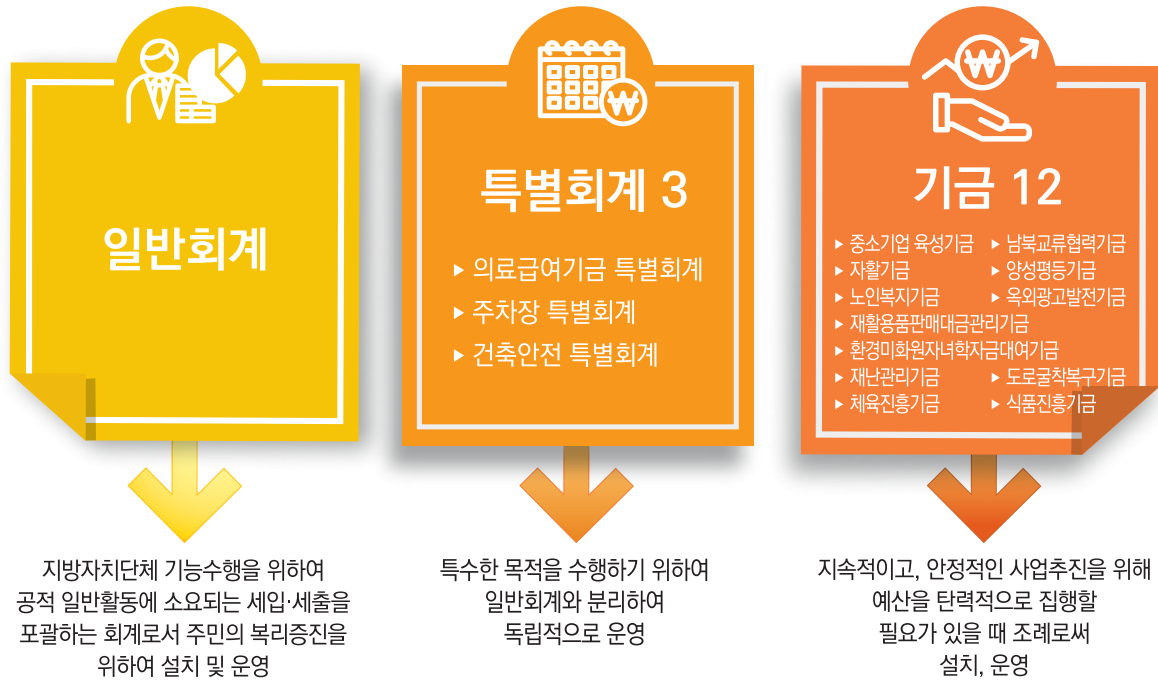 일반회계
지방자치단체 기능수행을 위하여
공적 일반활동에 소요되는 세입·세출을
포괄하는 회계로서 주민의 복리증진을
위하여 설치 및 운영
특별회계 3
▶ 의료급여기금 특별회계
▶ 주차장 특별회계
▶ 건축안전 특별회계
특수한 목적을 수행하기 위하여
일반회계와 분리하여
독립적으로 운영
기금 12
▶ 중소기업 육성기금 ▶ 남북교류협력기금
▶ 자활기금 ▶ 양성평등기금
▶ 노인복지기금 ▶ 옥외광고발전기금
▶ 재활용품판매대금관리기금
▶ 환경미화원자녀학자금대여기금
▶ 재난관리기금 ▶ 도로굴착복구기금
▶ 체육진흥기금 ▶ 식품진흥기금
지속적이고, 안정적인 사업추진을 위해
예산을 탄력적으로 집행할
필요가 있을 때 조례로써
설치, 운영